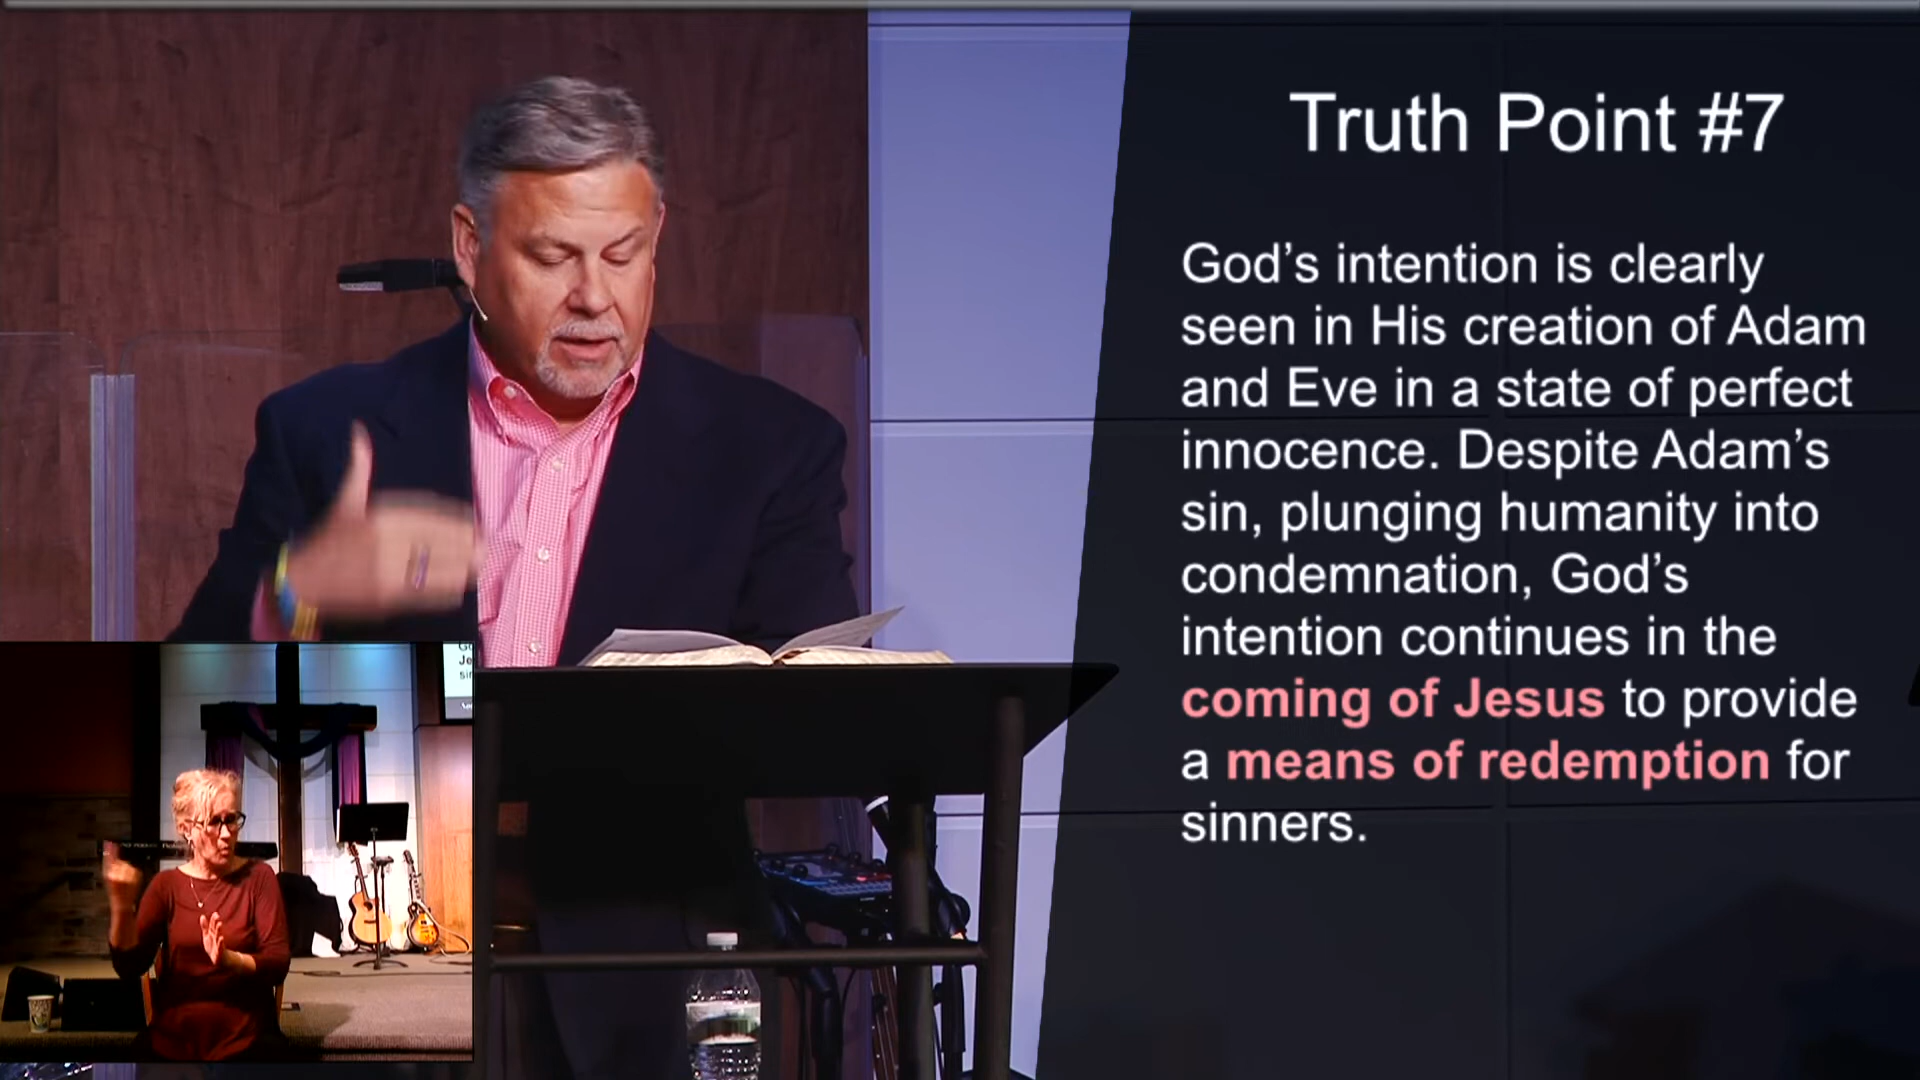 Truth Point #7
God’s intention is clearly
seen in His creation of Adam
and Eve in a state of perfect
innocence. Despite Adam’s
sin, plunging humanity into
condemnation, God’s
intention continues in the
coming of Jesus to provide
a means of redemption for
sinners.